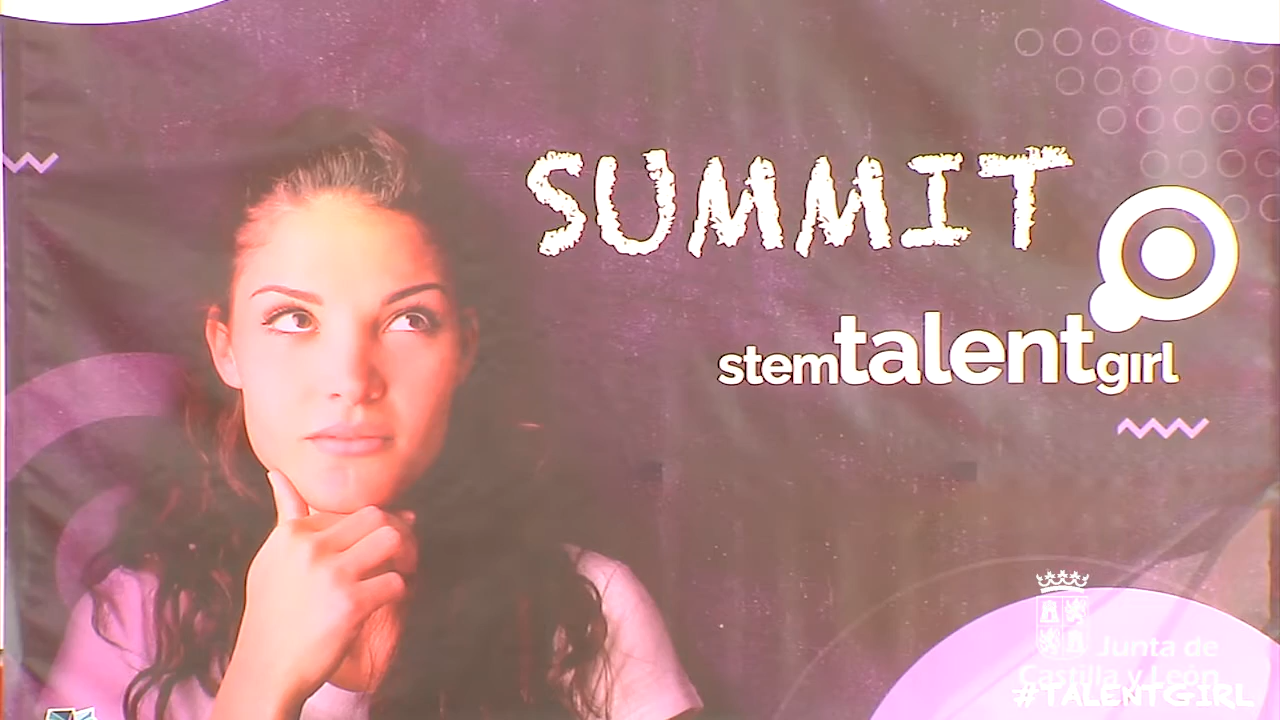 SUMMIT
stemtalentgirl
Junta de
Castilla y León
#TALENTGIRL